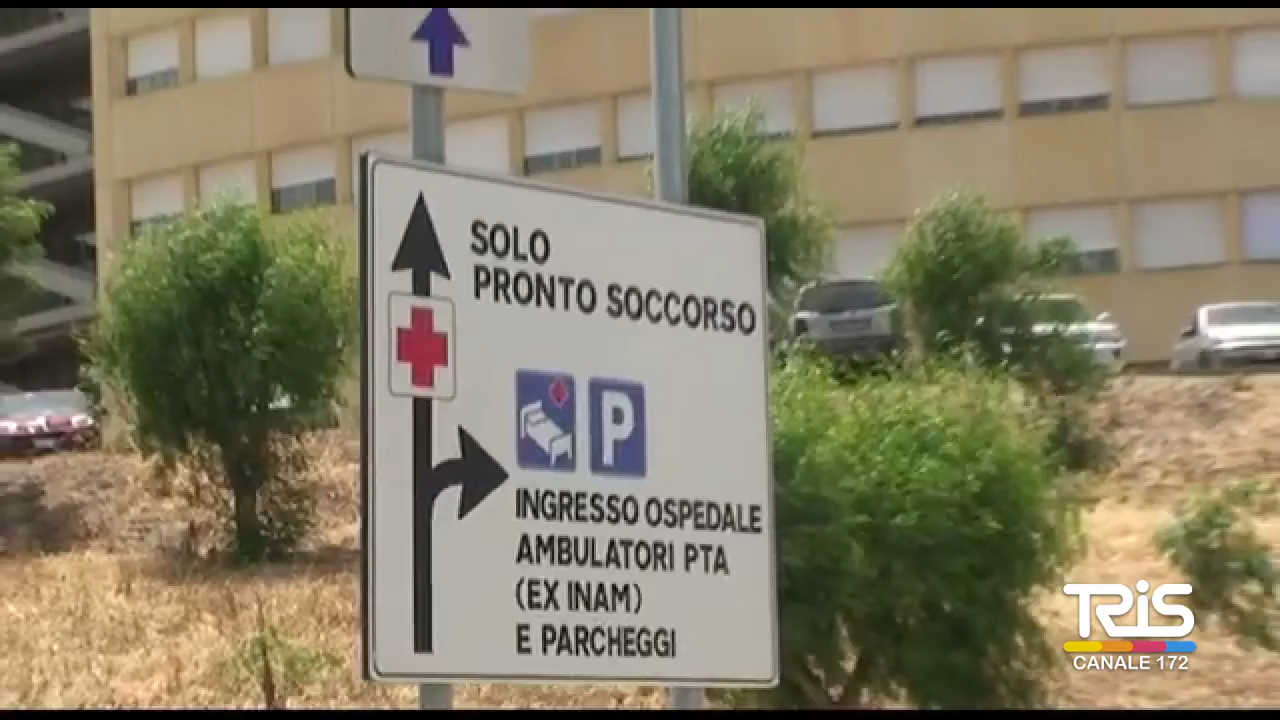 SOLO
PRONTO SOCCORSO
P
INGRESSO OSPEDALE
AMBULATORI PTA
(EX INAM)
E PARCHEGGI
TRIS
CANALE 172